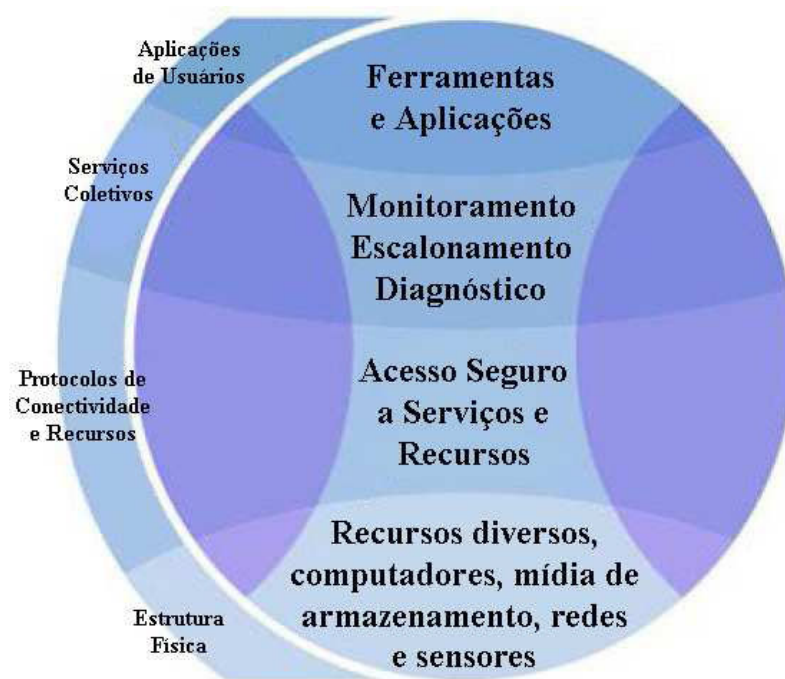 Aplicações
de Usuários
Ferramentas
e Aplicações
Serviços
Coletivos
Monitoramento
Escalonamento
Diagnóstico
Protocolos de
Conectividade
e Recursos
Acesso Seguro
a Serviços e
Recursos
Estrutura
Física
Recursos diversos,
computadores, mídia de
armazenamento, redes
e sensores